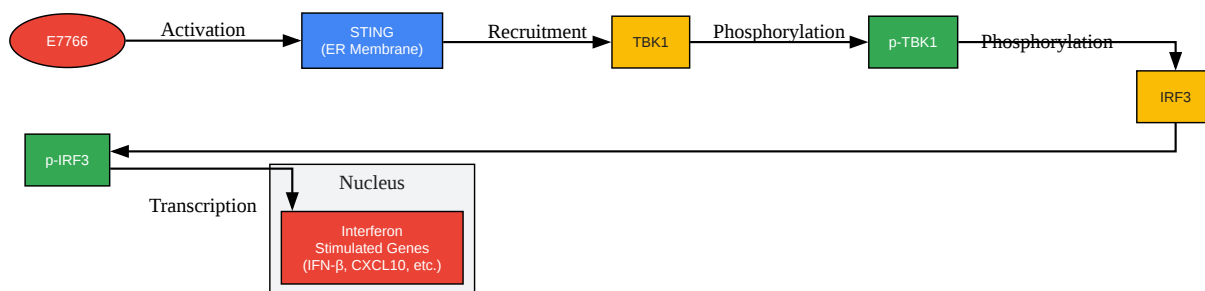 E7766
Activation
STING
(ER Membrane)
Recruitment
TBK1
Phosphorylation
p-TBK1
Phosphorylation
IRF3
p-IRF3
Transcription
Nucleus
Interferon
Stimulated Genes
(IFN-β, CXCL10, etc.)